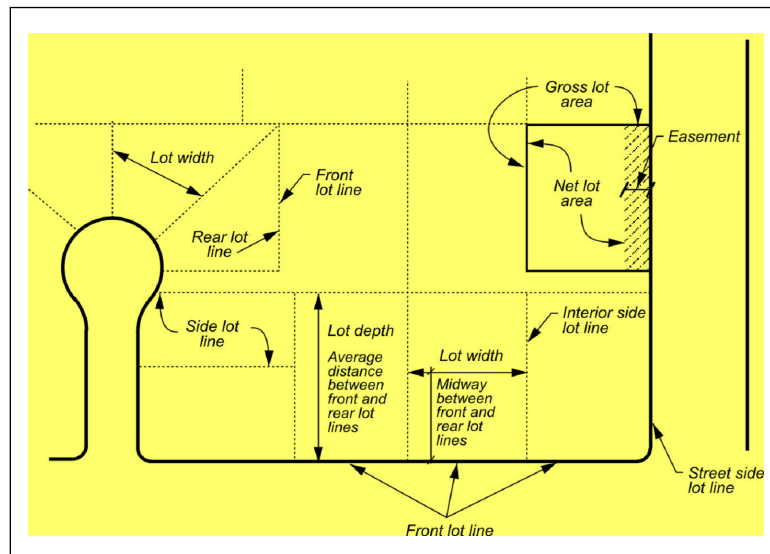 Gross lot
area
Easement
Lot width
Front
lot line
Net lot
area
Rear lot
line
Side lot
line
Lot depth
Average
distance
between
front and
rear lot
lines
Lot width
Midway
between
front and
rear lot
lines
Interior side
lot line
Street side
lot line
Front lot line